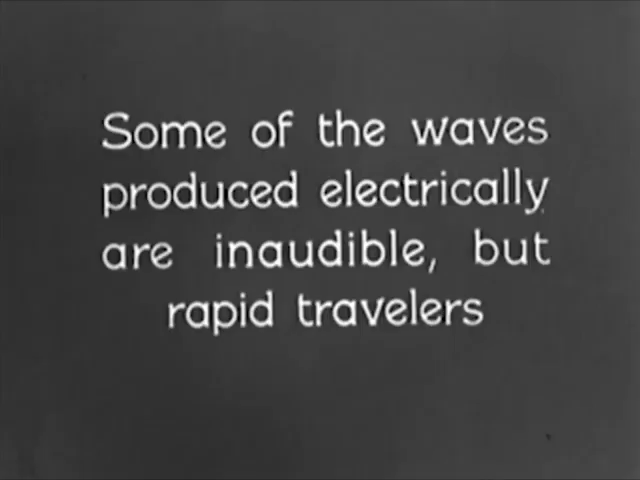 Some of the waves
produced electrically
are inaudible, but
rapid travelers